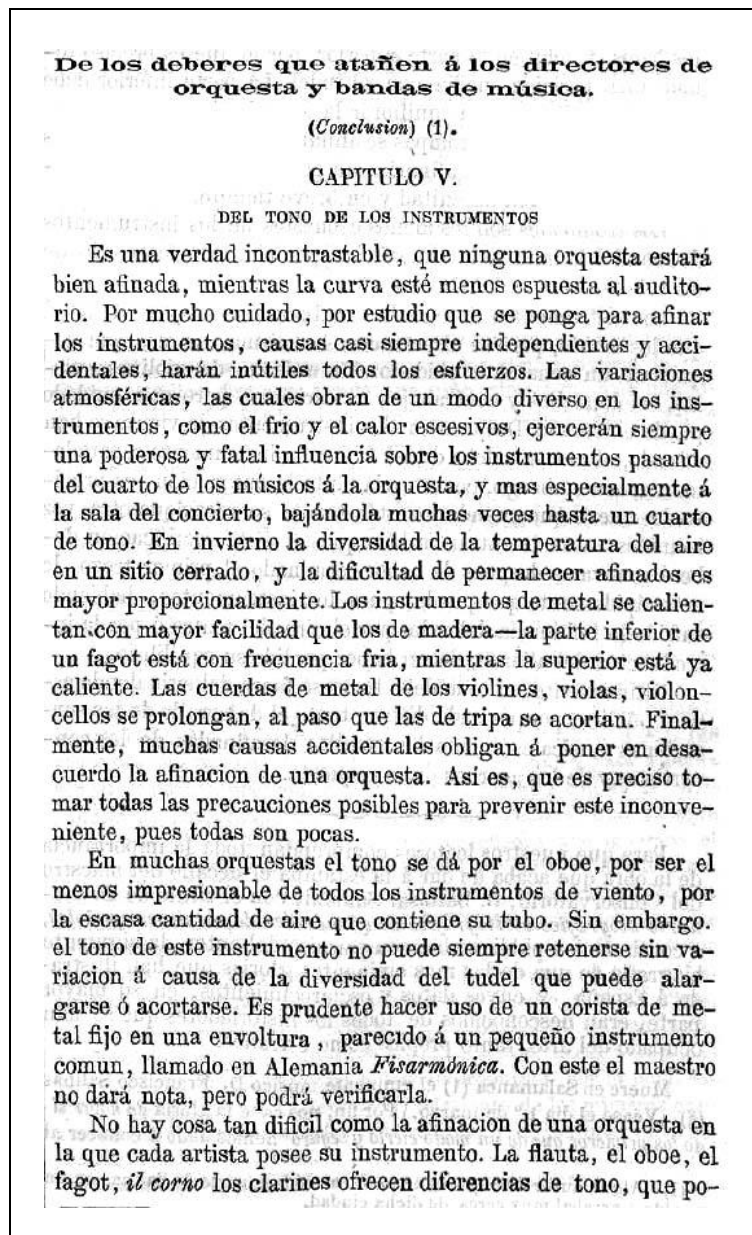 De los deberes que atañen á los directores de
orquesta y bandas de música.
(Conclusion) (1).
CAPITULO V.
DEL TONO DE LOS INSTRUMENTOS
Es una verdad incontrastable, que ninguna orquesta estará
bien afinada, mientras la curva esté menos espuesta al audito-
rio. Por mucho cuidado, por estudio que se ponga para afinar
los instrumentos, causas casi siempre independientes y acci-
dentales, harán inútiles todos los esfuerzos. Las variaciones
atmosféricas, las cuales obran de un modo diverso en los ins-
trumentos, como el frio y el calor escesivos, ejercerán siempre
una poderosa y fatal influencia sobre los instrumentos pasando
del cuarto de los músicos á la orquesta, y mas especialmente á
la sala del concierto, bajándola muchas veces hasta un cuarto
de tono. En invierno la diversidad de la temperatura del aire
en un sitio cerrado, y la dificultad de permanecer afinados es
mayor proporcionalmente. Los instrumentos de metal se calien-
tan con mayor facilidad que los de madera—la parte inferior de
un fagot está con frecuencia fria, mientras la superior está ya
caliente. Las cuerdas de metal de los violines, violas, violon-
cellos se prolongan, al paso que las de tripa se acortan. Final-
mente, muchas causas accidentales obligan á poner en desa-
cuerdo la afinacion de una orquesta. Asi es, que es preciso to-
mar todas las precauciones posibles para prevenir este inconve-
niente, pues todas son pocas.
En muchas orquestas el tono se dá por el oboe, por ser el
menos impresionable de todos los instrumentos de viento, por
la escasa cantidad de aire que contiene su tubo. Sin embargo.
el tono de este instrumento no puede siempre retenerse sin va-
riacion á causa de la diversidad del tudel que puede alar-
garse ó acortarse. Es prudente hacer uso de un corista de me-
tal fijo en una envoltura, parecido á un pequeño instrumento
comun, llamado en Alemania Fisarmónica. Con este el maestro
no dará nota, pero podrá verificarla.
No hay cosa tan dificil como la afinacion de una orquesta en
la que cada artista posee su instrumento. La flauta, el oboe, el
fagot, il corno los clarines ofrecen diferencias de tono, que po-